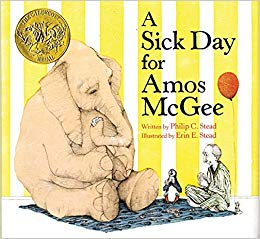 A
Sick Day
for
Amos
McGee
Written by Philip C. Stead
Illustrated by Erin E. Stead